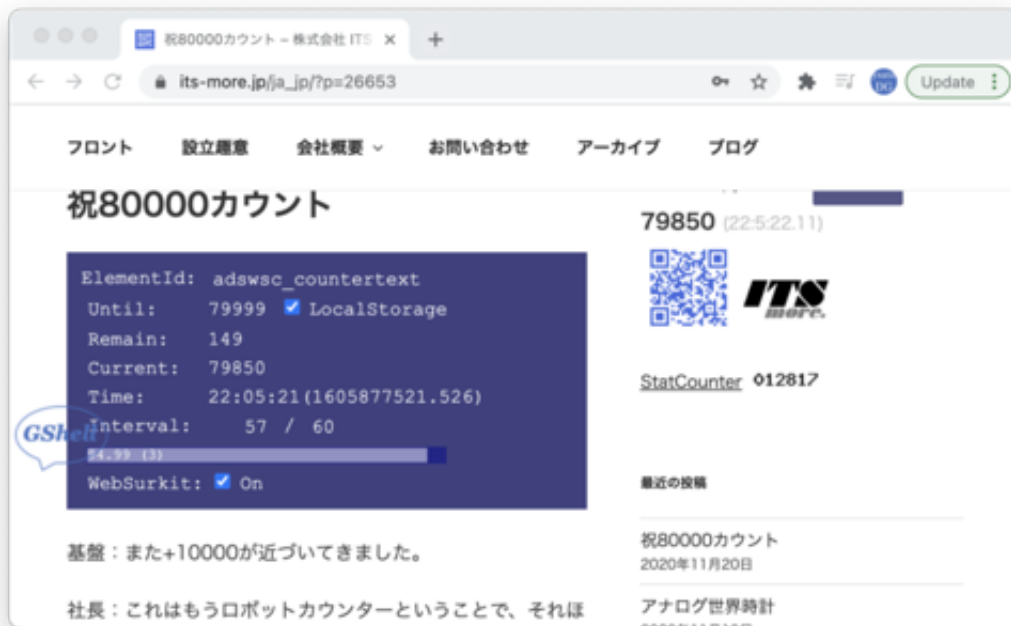 祝80000カウント – 株式会社 ITS
its-more.jp/ja_jp/?p=26653
Update
フロント 設立趣意 会社概要 お問い合わせ アーカイブ ブログ
祝80000カウント
ElementId: adswsc_countertext
Until: 79999 LocalStorage
Remain: 149
Current: 79850
Time: 22:05:21(1605877521.526)
Interval: 57 / 60
54.99 (3)
WebSurkit: On
GShell
基盤：また+10000が近づいてきました。
社長：これはもうロボットカウンターということで、それほ
79850 (22:5:22.11)
ITS
more.
StatCounter 012817
最近の投稿
祝80000カウント
2020年11月20日
アナログ世界時計